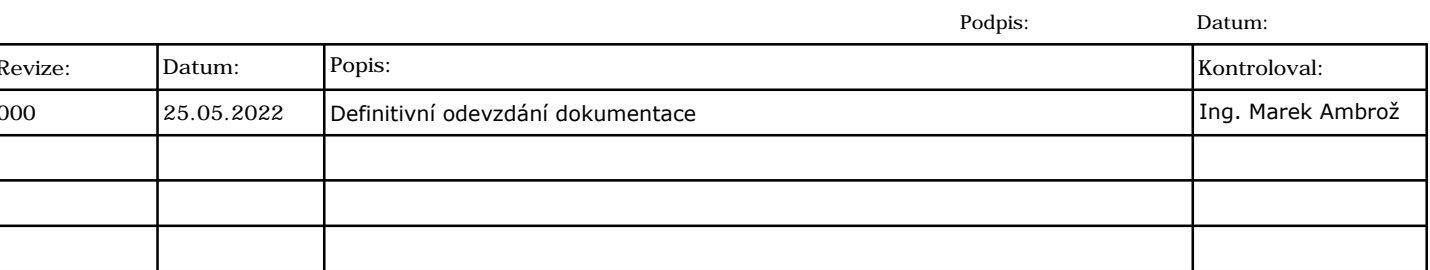 Podpis: Datum:
Revize: Datum: Popis: Kontroloval:
000 25.05.2022 Definitivní odevzdání dokumentace Ing. Marek Ambrož